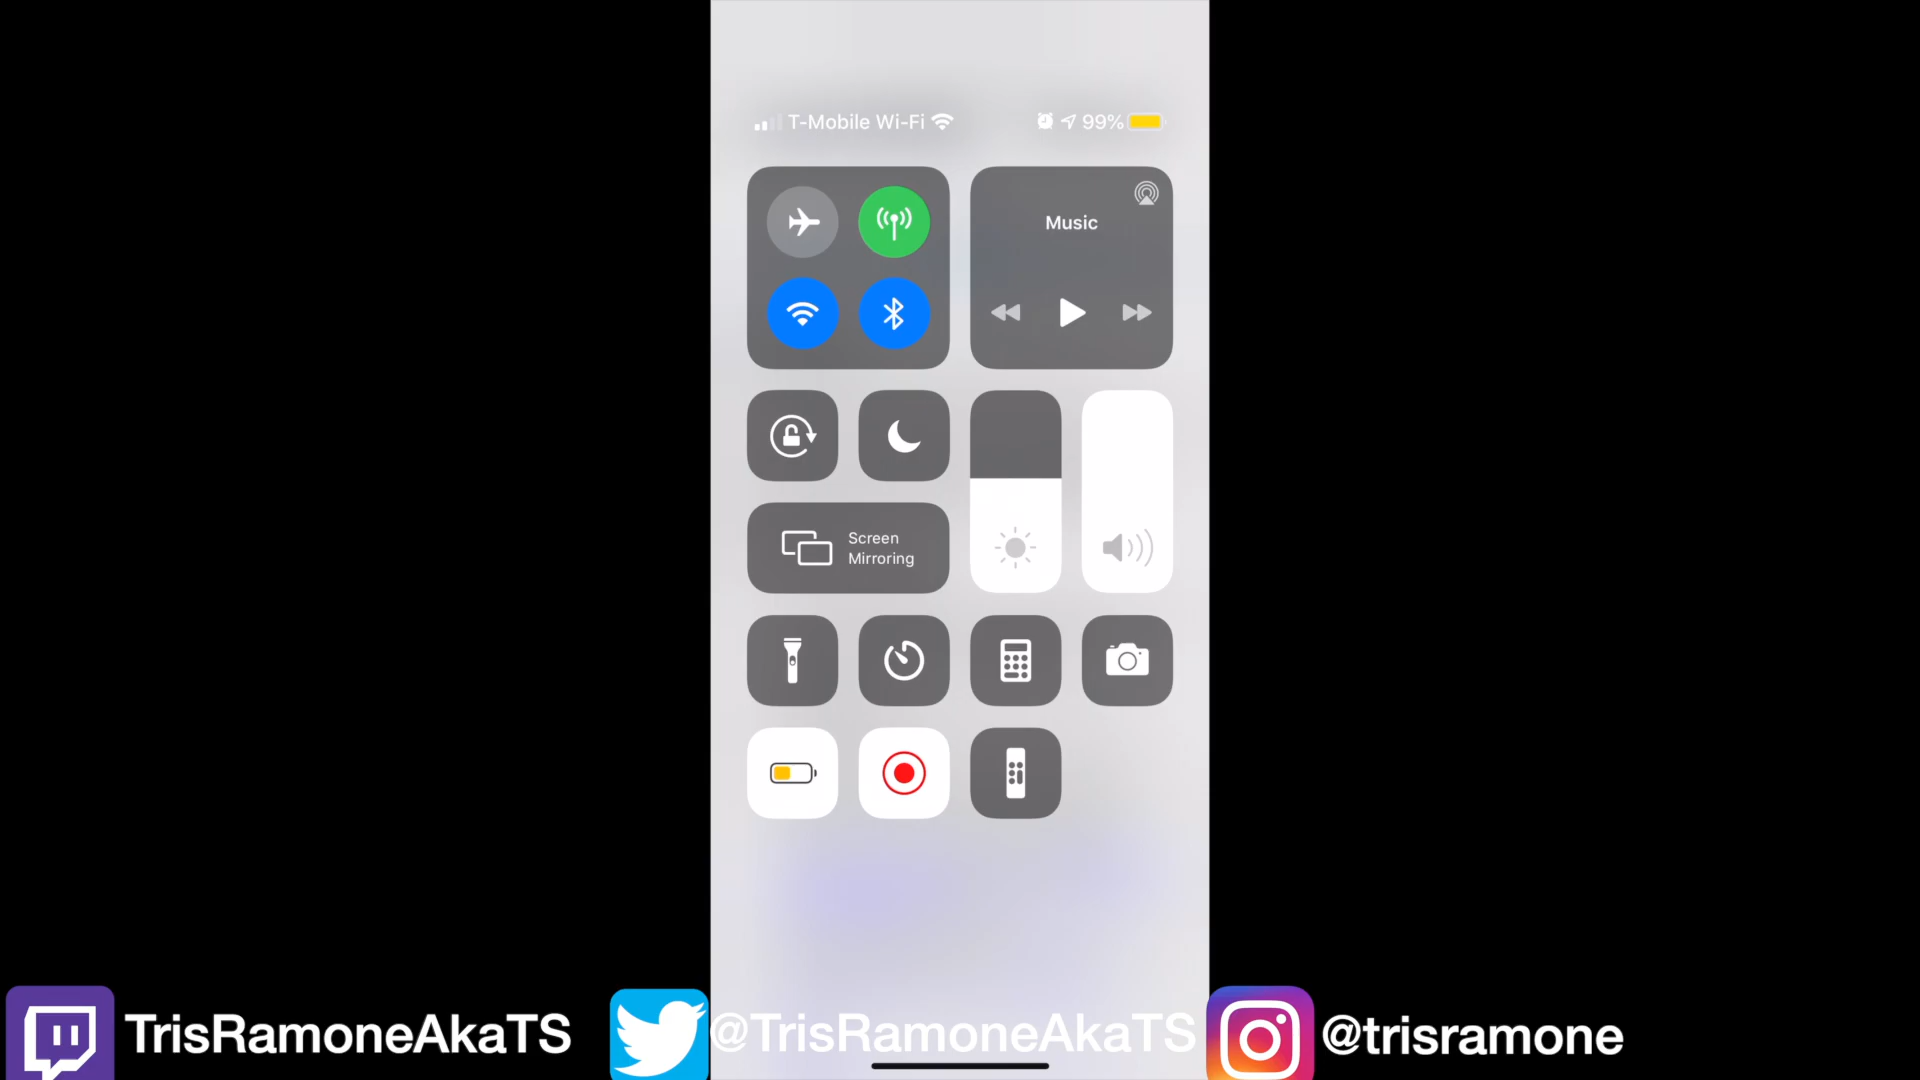 T-Mobile Wi-Fi 99%
Music
Screen
Mirroring
TrisRamoneAkaTS @TrisRamoneAkaTS @trisramone